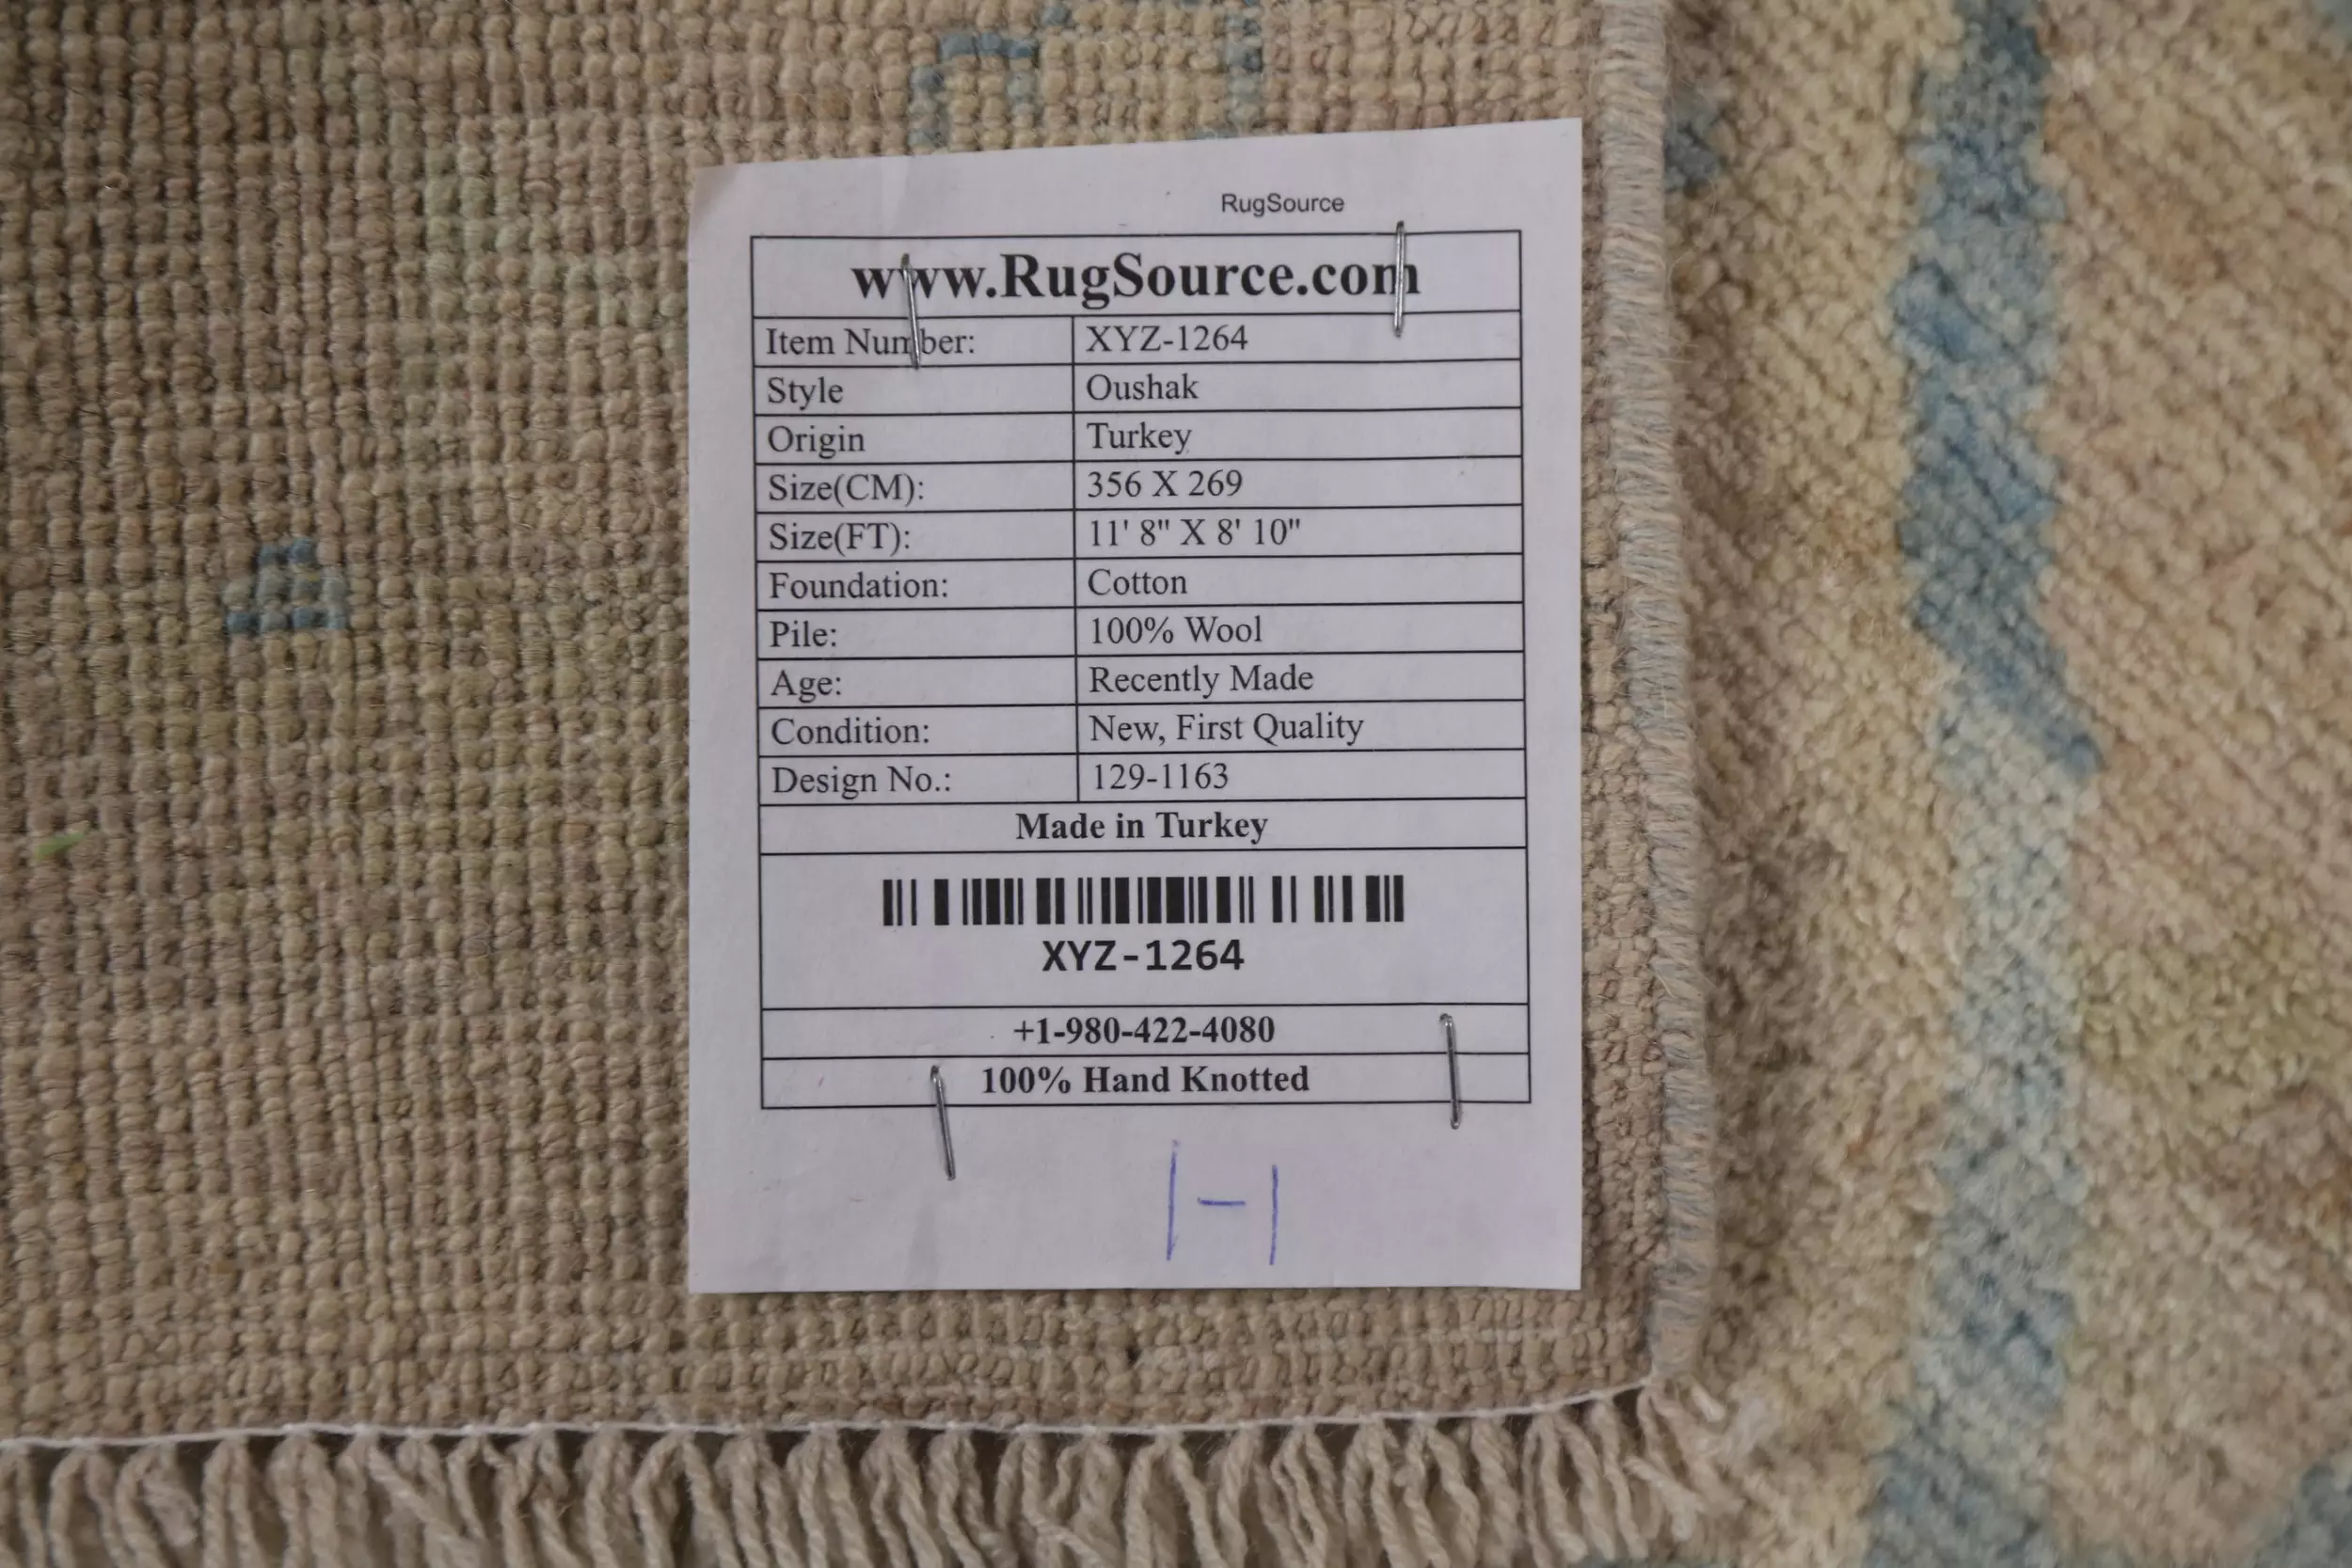 RugSource
www.RugSource.com
Item Number: XYZ-1264
Style Oushak
Origin Turkey
Size(CM): 356 X 269
Size(FT): 11' 8" X 8' 10"
Foundation: Cotton
Pile: 100% Wool
Age: Recently Made
Condition: New, First Quality
Design No.: 129-1163
Made in Turkey
XYZ-1264
+1-980-422-4080
100% Hand Knotted
1-1